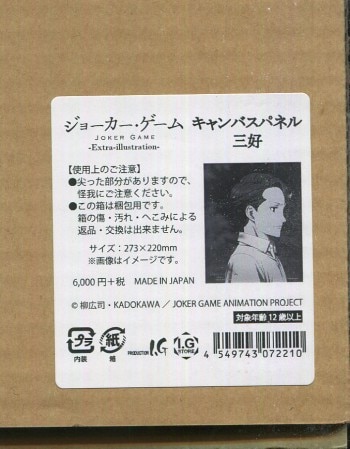 ジョーカー・ゲーム キャンバスパネル
JOKER GAME
-Extra-illustration- 三好
【使用上のご注意】
●尖った部分がありますので、
怪我にご注意ください。
●この箱は梱包用です。
箱の傷・汚れ・へこみによる
返品・交換は出来ません。
サイズ:273×220mm
※画像はイメージです。
6,000円+税 MADE IN JAPAN
© 柳広司・KADOKAWA / JOKER GAME ANIMATION PROJECT
対象年齢12歳以上
プラ 紙 PRODUCTION I.G I.G STORE
内装 箱
4 549743 072210